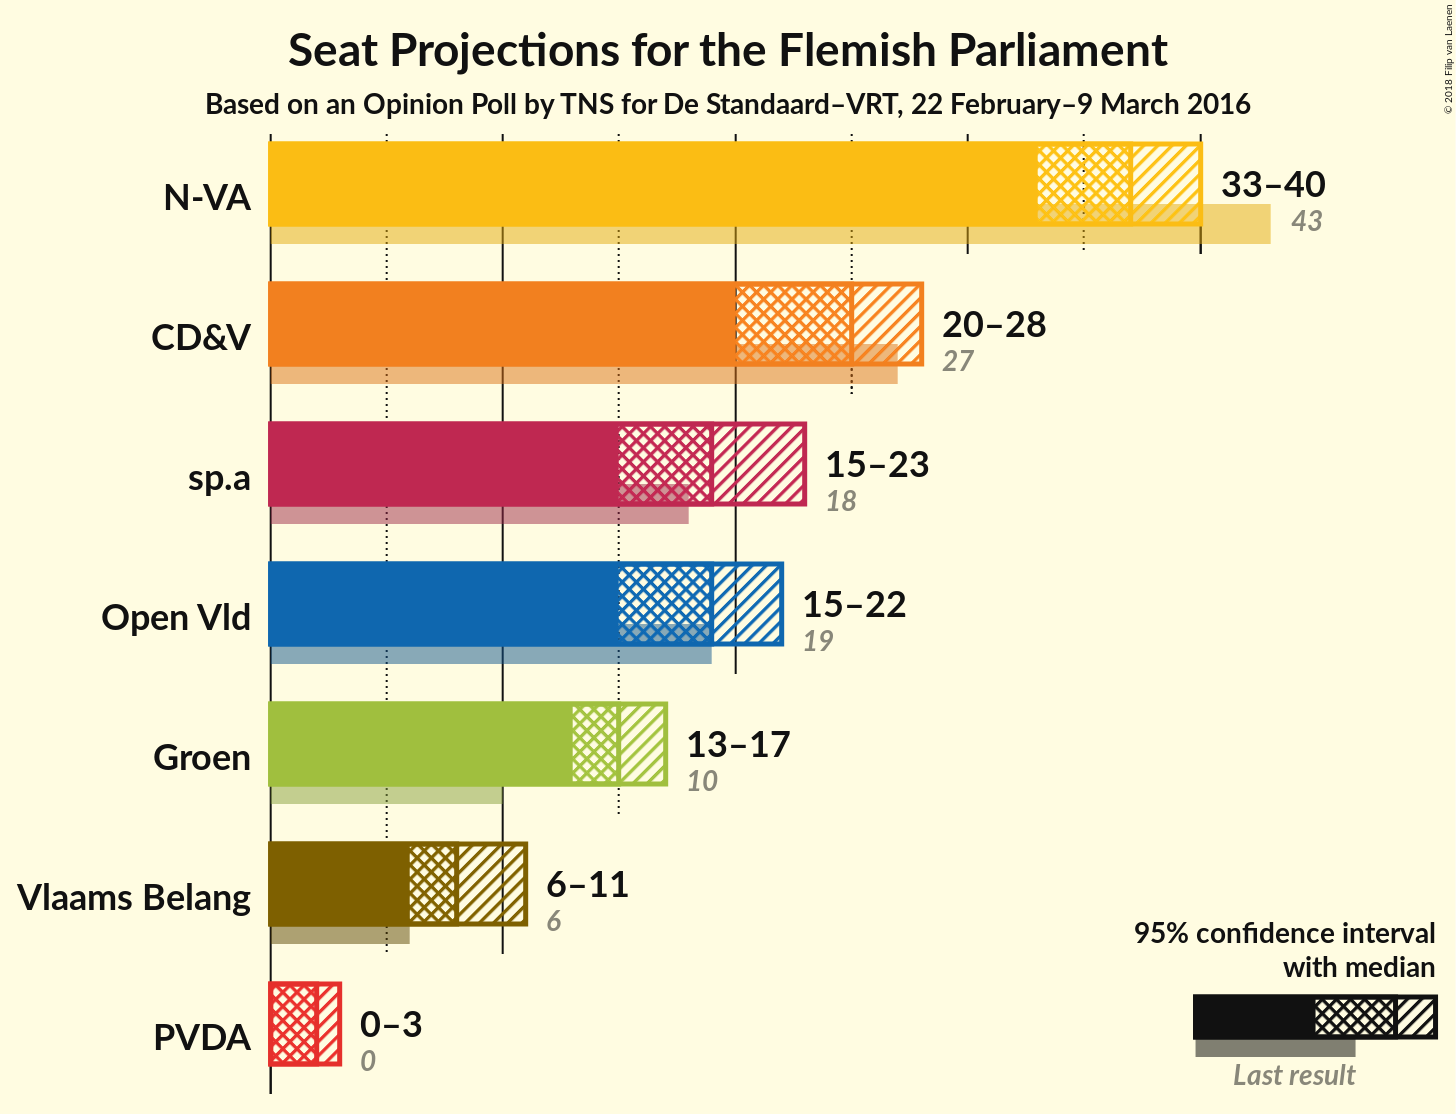 Seat Projections for the Flemish Parliament
Based on an Opinion Poll by TNS for De Standaard–VRT, 22 February–9 March 2016
© 2018 Filip van Laenen
N-VA
33–40
43
CD&V
20–28
27
sp.a
15–23
18
Open Vld
15–22
19
Groen
13–17
10
Vlaams Belang
6–11
6
PVDA
0–3
0
95% confidence interval
with median
Last result